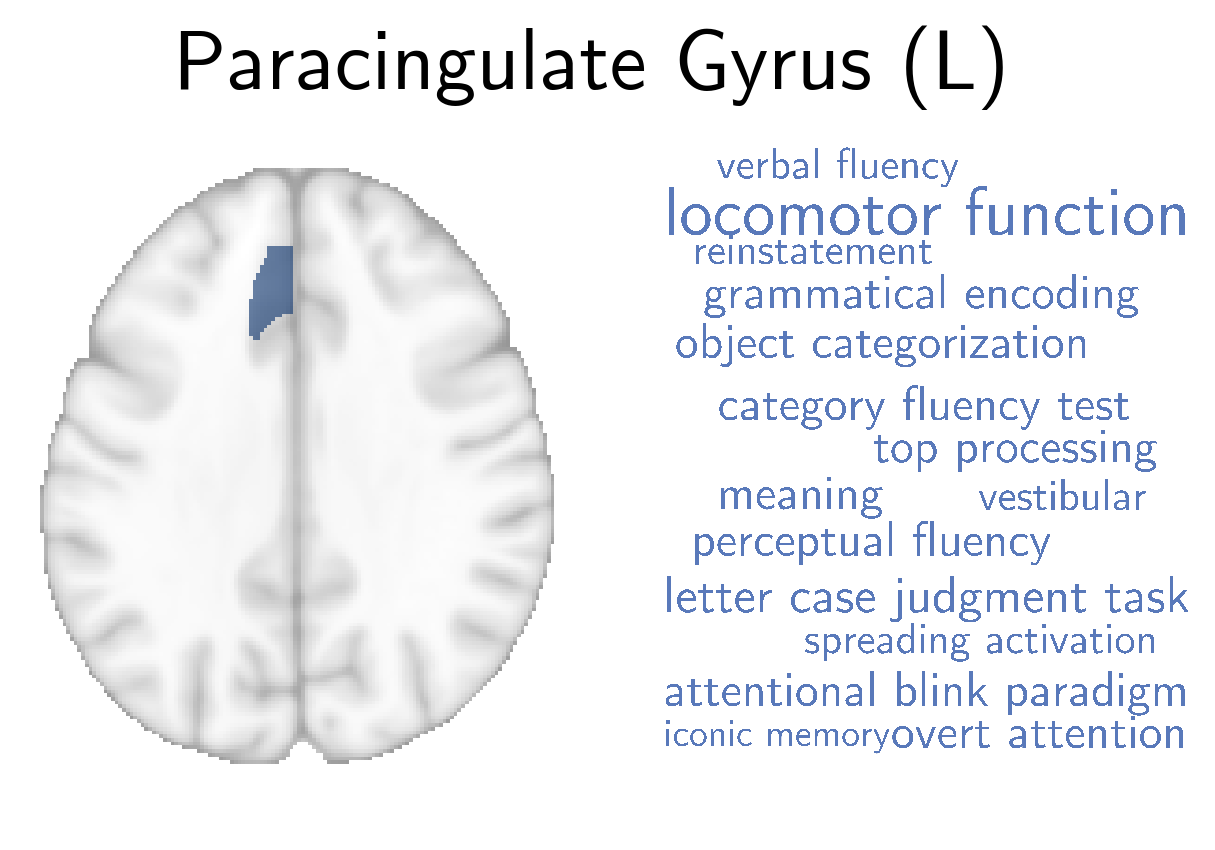 Paracingulate Gyrus (L)
verbal fluency
locomotor function
reinstatement
grammatical encoding
object categorization
category fluency test
top processing
meaning vestibular
perceptual fluency
letter case judgment task
spreading activation
attentional blink paradigm
iconic memory overt attention